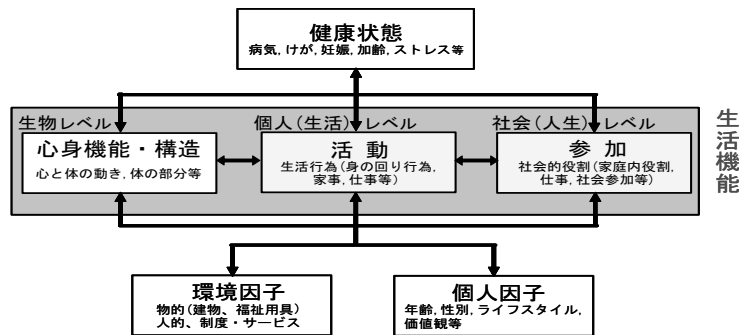 健康状態
病気, けが, 妊娠, 加齢, ストレス等
生物レベル
個人(生活)レベル
社会(人生)レベル
心身機能・構造
心と体の動き, 体の部分等
活 動
生活行為(身の回り行為,
家事, 仕事等)
参 加
社会的役割(家庭内役割,
仕事, 社会参加等)
生活機能
環境因子
物的(建物、福祉用具)
人的、制度・サービス
個人因子
年齢, 性別, ライフスタイル,
価値観等